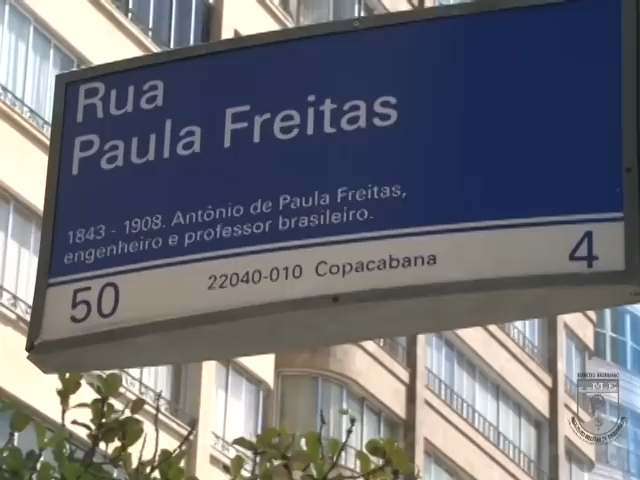 Rua
Paula Freitas
1843 - 1908. Antônio de Paula Freitas,
engenheiro e professor brasileiro.
50 22040-010 Copacabana 4